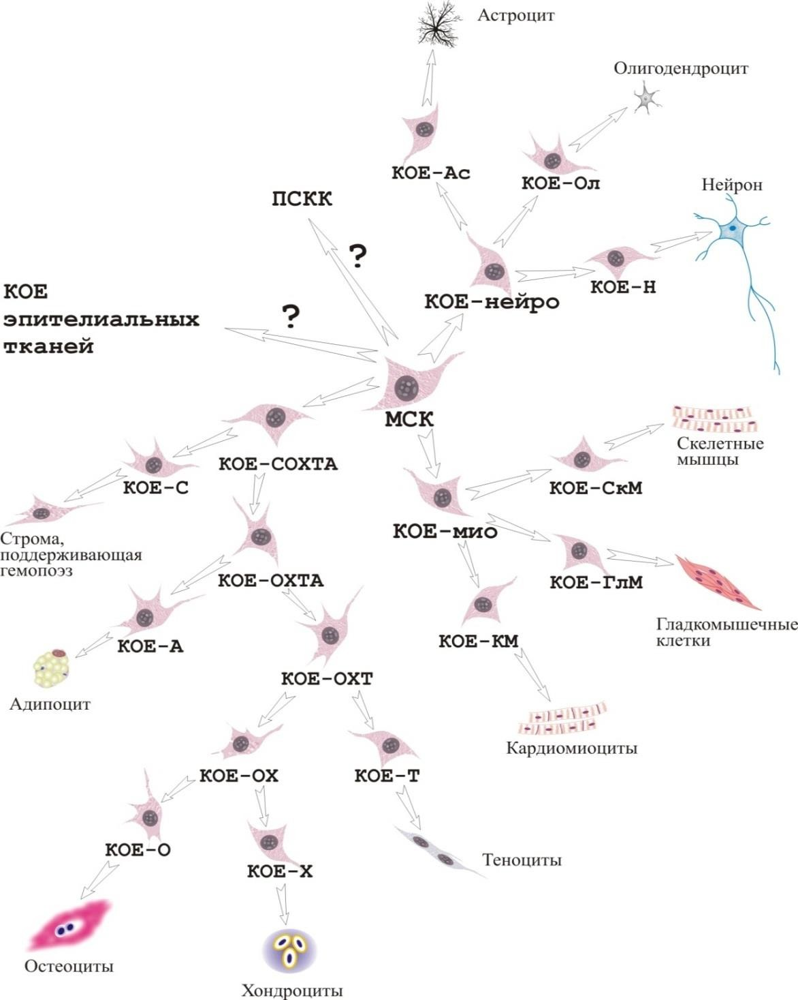 Астроцит
Олигодендроцит
КОЕ-Ас
КОЕ-Ол
Нейрон
ПСКК
?
КОЕ-Н
КОЕ-нейро
КОЕ
эпителиальных
тканей
?
МСК
КОЕ-СОХТА
КОЕ-С
Скелетные
мышцы
КОЕ-СкМ
КОЕ-мио
Строма,
поддерживающая
гемопоэз
КОЕ-ОХТА
КОЕ-ГлМ
Гладкомышечные
клетки
КОЕ-А
КОЕ-КМ
КОЕ-ОХТ
Адипоцит
Кардиомиоциты
КОЕ-ОХ
КОЕ-Т
КОЕ-О
КОЕ-Х
Теноциты
Остеоциты
Хондроциты